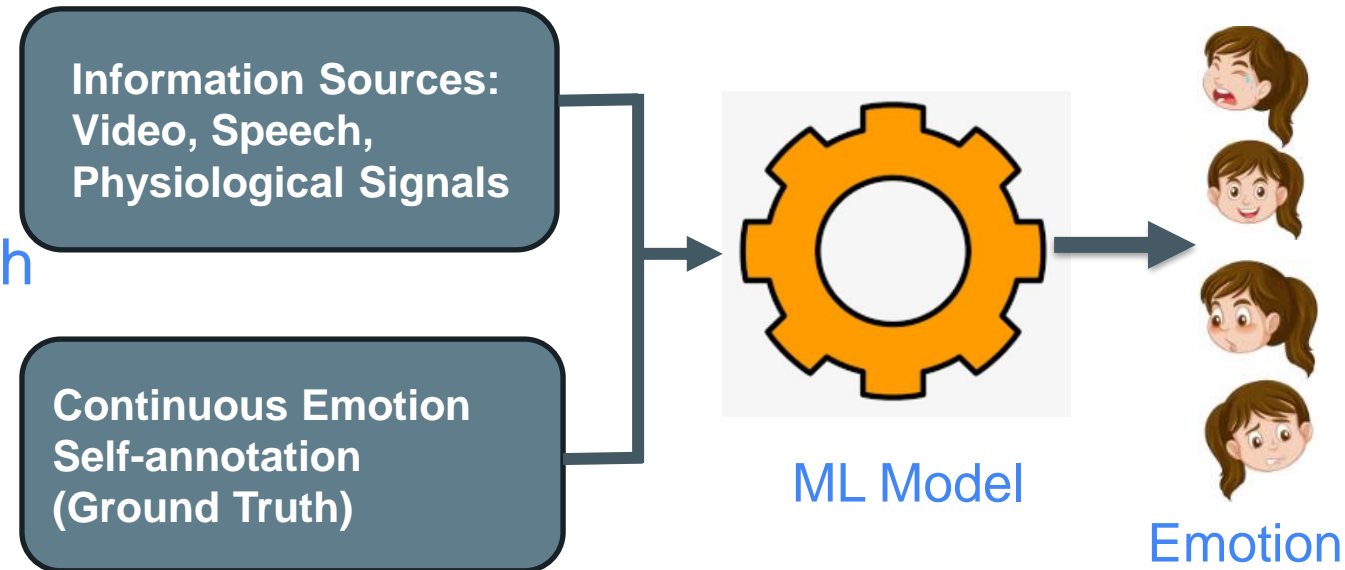 Information Sources:
Video, Speech,
Physiological Signals
h
Continuous Emotion
Self-annotation
(Ground Truth)
ML Model
Emotion